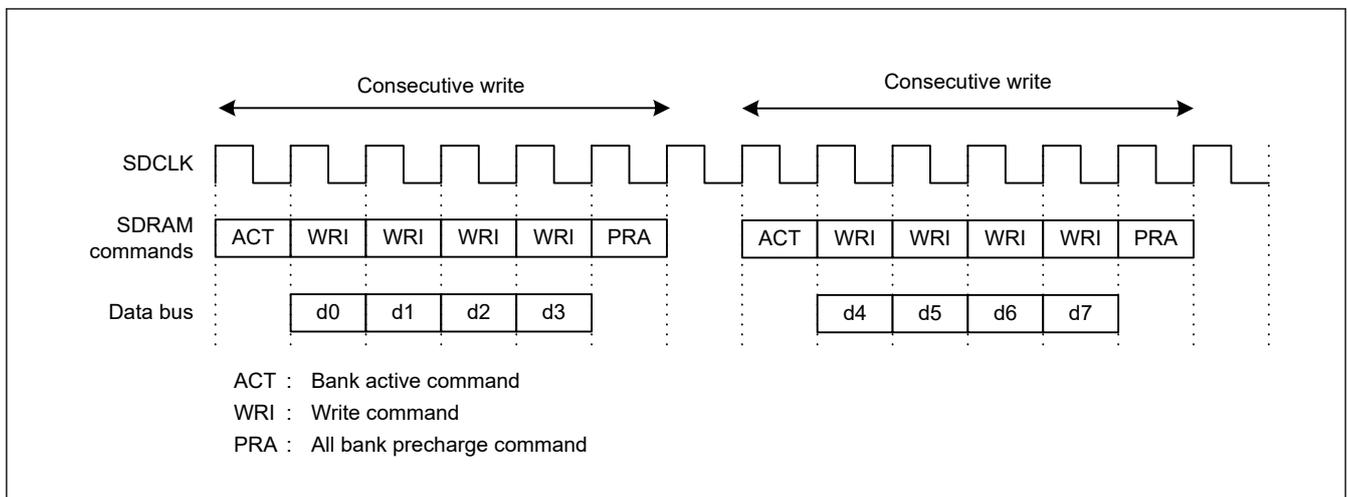 Consecutive write Consecutive write
SDCLK
SDRAM
commands
ACT WRI WRI WRI WRI PRA ACT WRI WRI WRI WRI PRA
Data bus d0 d1 d2 d3 d4 d5 d6 d7
ACT : Bank active command
WRI : Write command
PRA : All bank precharge command